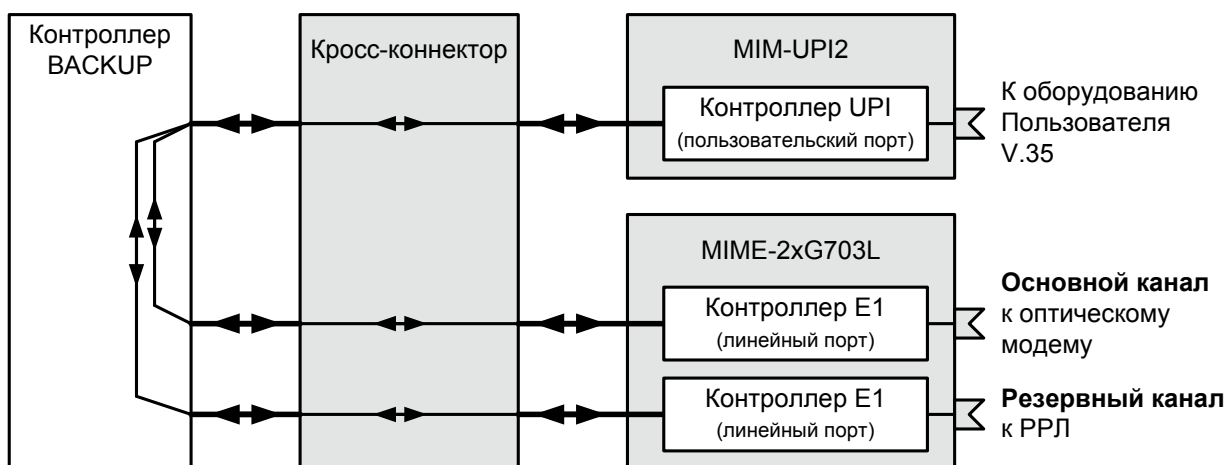 Контроллер
BACKUP
Кросс-коннектор
MIM-UPI2
Контроллер UPI
(пользовательский порт)
К оборудованию
Пользователя
V.35
MIME-2xG703L
Контроллер E1
(линейный порт)
Основной канал
к оптическому
модему
Контроллер E1
(линейный порт)
Резервный канал
к РРЛ